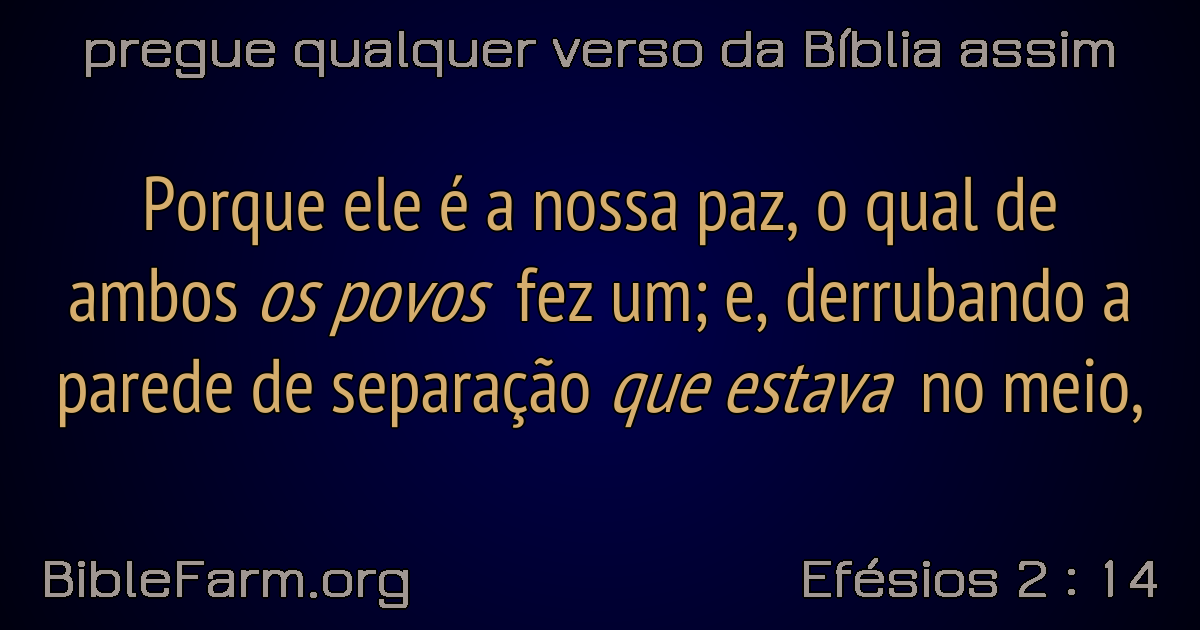 pregue qualquer verso da Bíblia assim
Porque ele é a nossa paz, o qual de
ambos os povos fez um; e, derrubando a
parede de separação que estava no meio,
BibleFarm.org
Efésios 2 : 14